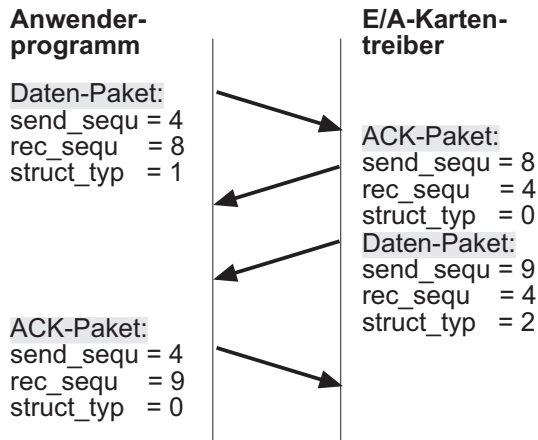 Anwender-
programm
Daten-Paket:
send_sequ = 4
rec_sequ = 8
struct_typ = 1
ACK-Paket:
send_sequ = 4
rec_sequ = 9
struct_typ = 0
E/A-Karten-
treiber
ACK-Paket:
send_sequ = 8
rec_sequ = 4
struct_typ = 0
Daten-Paket:
send_sequ = 9
rec_sequ = 4
struct_typ = 2